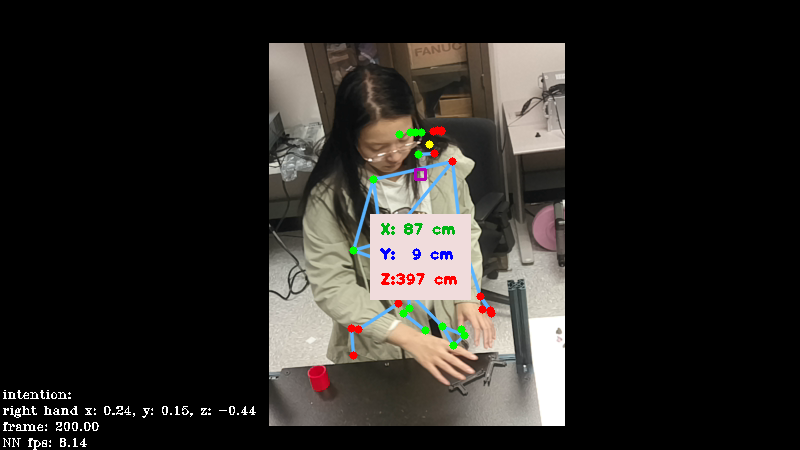 FANUC
X: 87 cm
Y: 9 cm
Z:397 cm
intention:
right hand x: 0.24, y: 0.15, z: -0.44
frame: 200.00
NN fps: 8.14